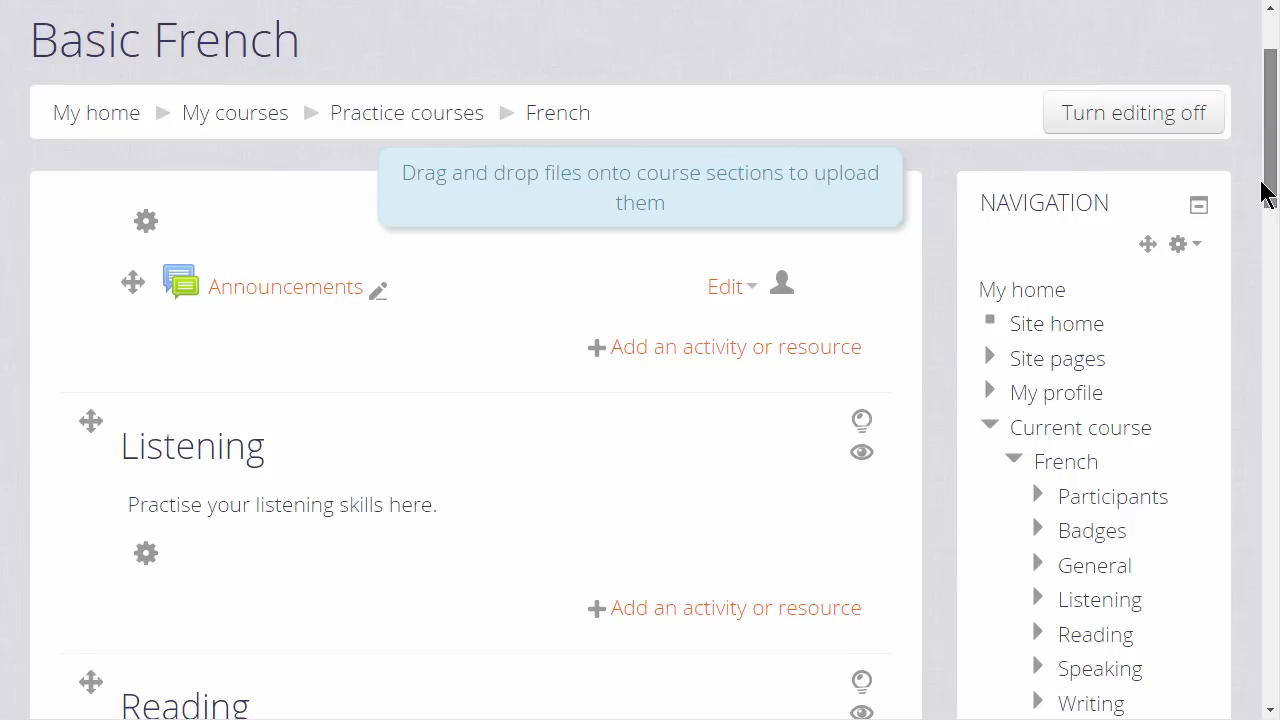 Basic French
My home My courses Practice courses French
Turn editing off
Drag and drop files onto course sections to upload
them
Announcements
Edit
Add an activity or resource
Listening
Practise your listening skills here.
Add an activity or resource
Reading
NAVIGATION
My home
Site home
Site pages
My profile
Current course
French
Participants
Badges
General
Listening
Reading
Speaking
Writing